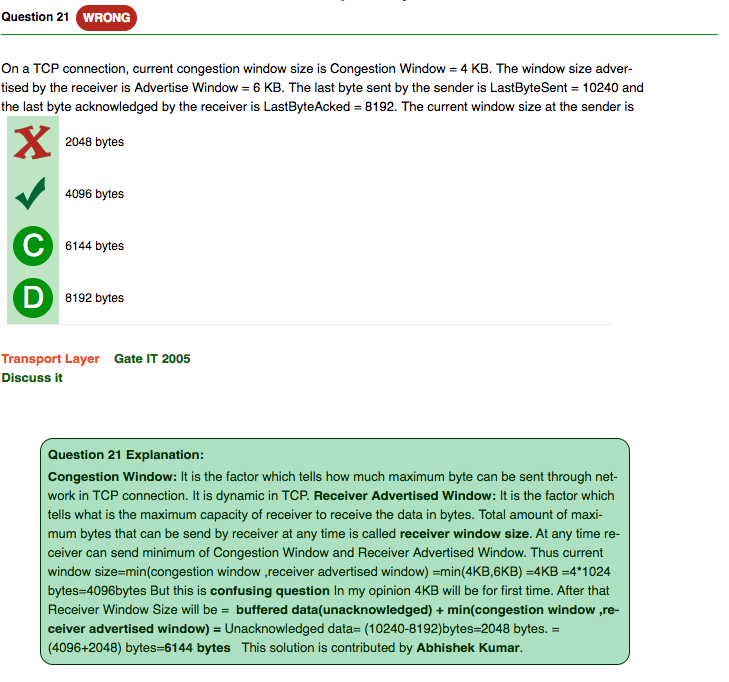 Question 21 WRONG
On a TCP connection, current congestion window size is Congestion Window = 4 KB. The window size adver-
tised by the receiver is Advertise Window = 6 KB. The last byte sent by the sender is LastByteSent = 10240 and
the last byte acknowledged by the receiver is LastByteAcked = 8192. The current window size at the sender is
X 2048 bytes
4096 bytes
C 6144 bytes
D 8192 bytes
Transport Layer Gate IT 2005
Discuss it
Question 21 Explanation:
Congestion Window: It is the factor which tells how much maximum byte can be sent through net-
work in TCP connection. It is dynamic in TCP. Receiver Advertised Window: It is the factor which
tells what is the maximum capacity of receiver to receive the data in bytes. Total amount of maxi-
mum bytes that can be send by receiver at any time is called receiver window size. At any time re-
ceiver can send minimum of Congestion Window and Receiver Advertised Window. Thus current
window size=min(congestion window ,receiver advertised window) =min(4KB,6KB) =4KB =4*1024
bytes=4096bytes But this is confusing question In my opinion 4KB will be for first time. After that
Receiver Window Size will be = buffered data(unacknowledged) + min(congestion window ,re-
ceiver advertised window) = Unacknowledged data= (10240-8192)bytes=2048 bytes. =
(4096+2048) bytes=6144 bytes This solution is contributed by Abhishek Kumar.